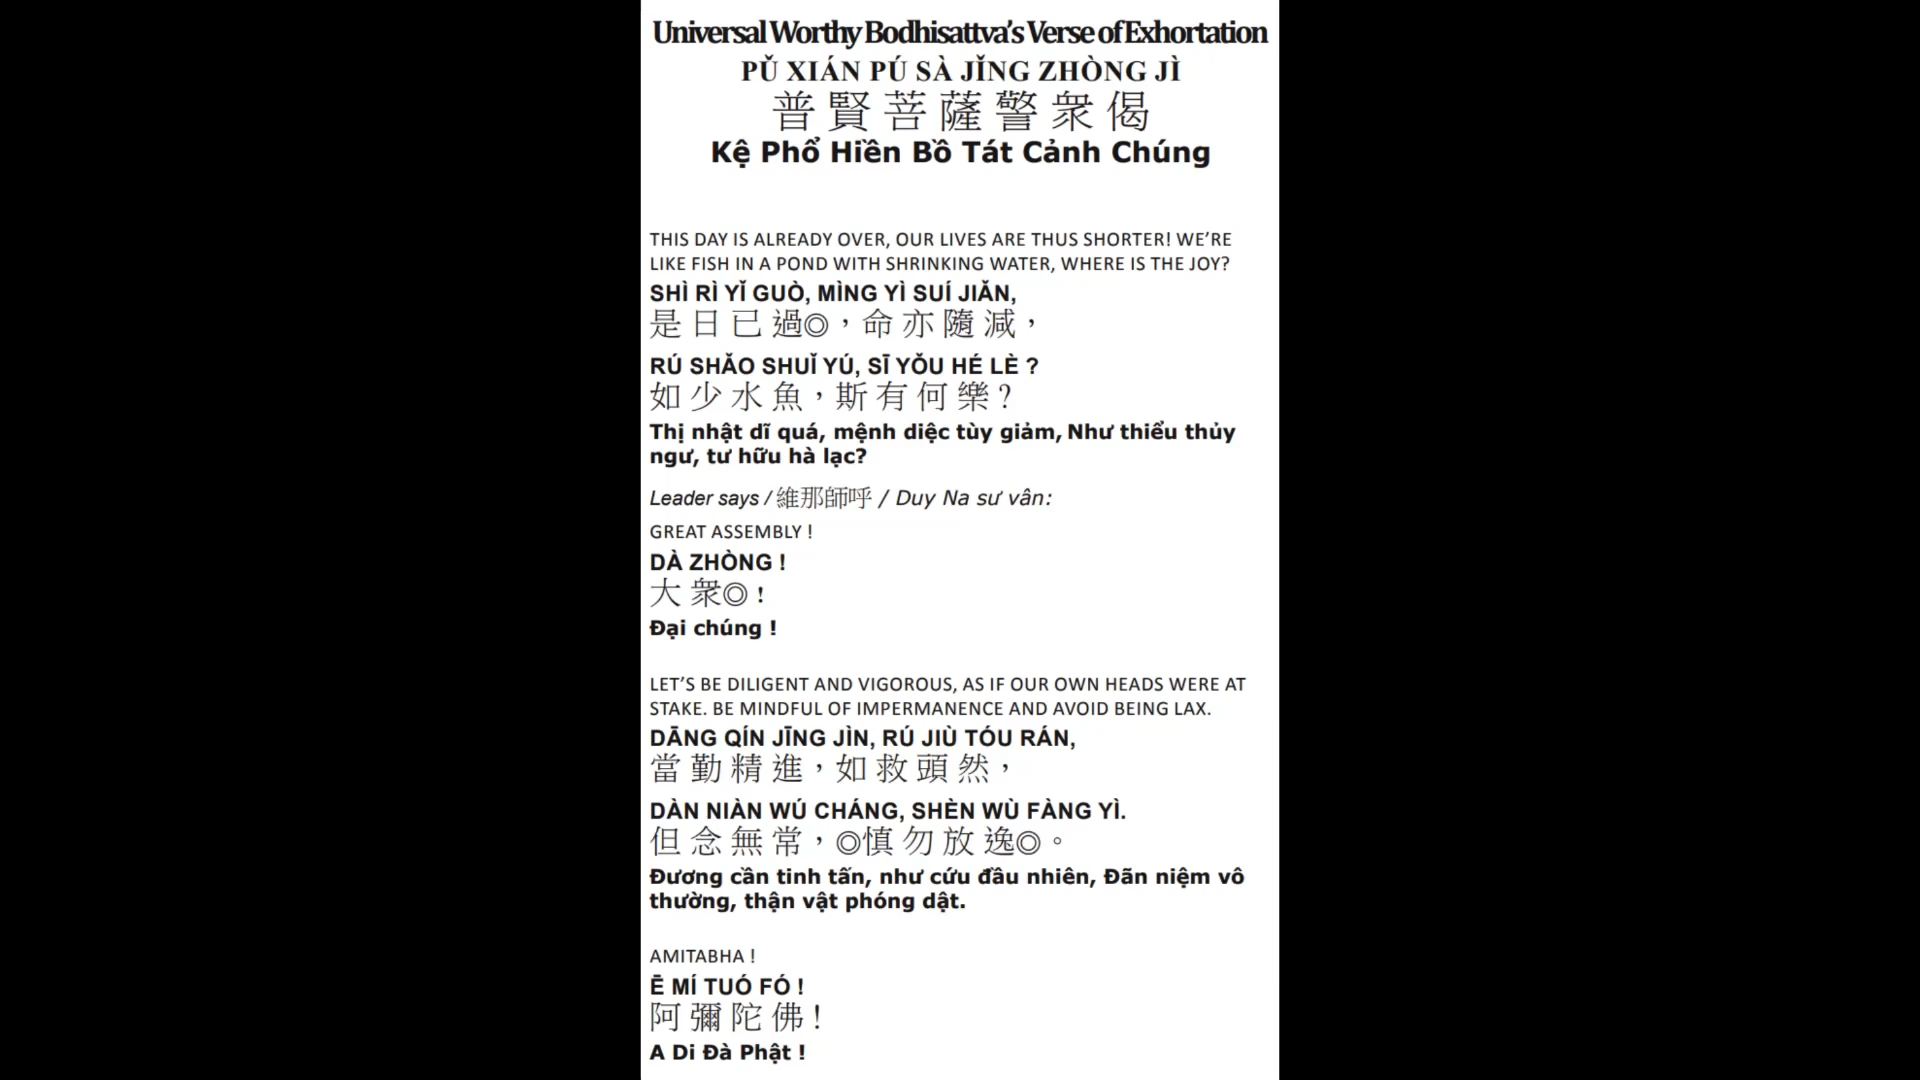 Universal Worthy Bodhisattva's Verse of Exhortation
PǓ XIÁN PÚ SÀ JǏNG ZHÒNG JÌ
普賢菩薩警衆偈
Kệ Phổ Hiền Bồ Tát Cảnh Chúng
THIS DAY IS ALREADY OVER, OUR LIVES ARE THUS SHORTER! WE'RE
LIKE FISH IN A POND WITH SHRINKING WATER, WHERE IS THE JOY?
SHÌ RÌ YǏ GUÒ, MÌNG YÌ SUÍ JIǍN,
是日已過◎，命亦隨減，
RÚ SHǍO SHUǏ YÚ, SĪ YǑU HÉ LÈ ?
如少水魚，斯有何樂?
Thị nhật dĩ quá, mệnh diệc tùy giảm, Như thiểu thủy
ngư, tư hữu hà lạc?
Leader says / 維那師呼 / Duy Na sư vân:
GREAT ASSEMBLY !
DÀ ZHÒNG !
大衆◎ !
Đại chúng !
LET'S BE DILIGENT AND VIGOROUS, AS IF OUR OWN HEADS WERE AT
STAKE. BE MINDFUL OF IMPERMANENCE AND AVOID BEING LAX.
DĀNG QÍN JĪNG JÌN, RÚ JIÙ TÓU RÁN,
當勤精進，如救頭然，
DÀN NIÀN WÚ CHÁNG, SHÈN WÙ FÀNG YÌ.
但念無常，◎慎勿放逸◎。
Đương cần tinh tấn, như cứu đầu nhiên, Đãn niệm vô
thường, thận vật phóng dật.
AMITABHA !
Ē MÍ TUÓ FÓ !
阿彌陀佛!
A Di Đà Phật !